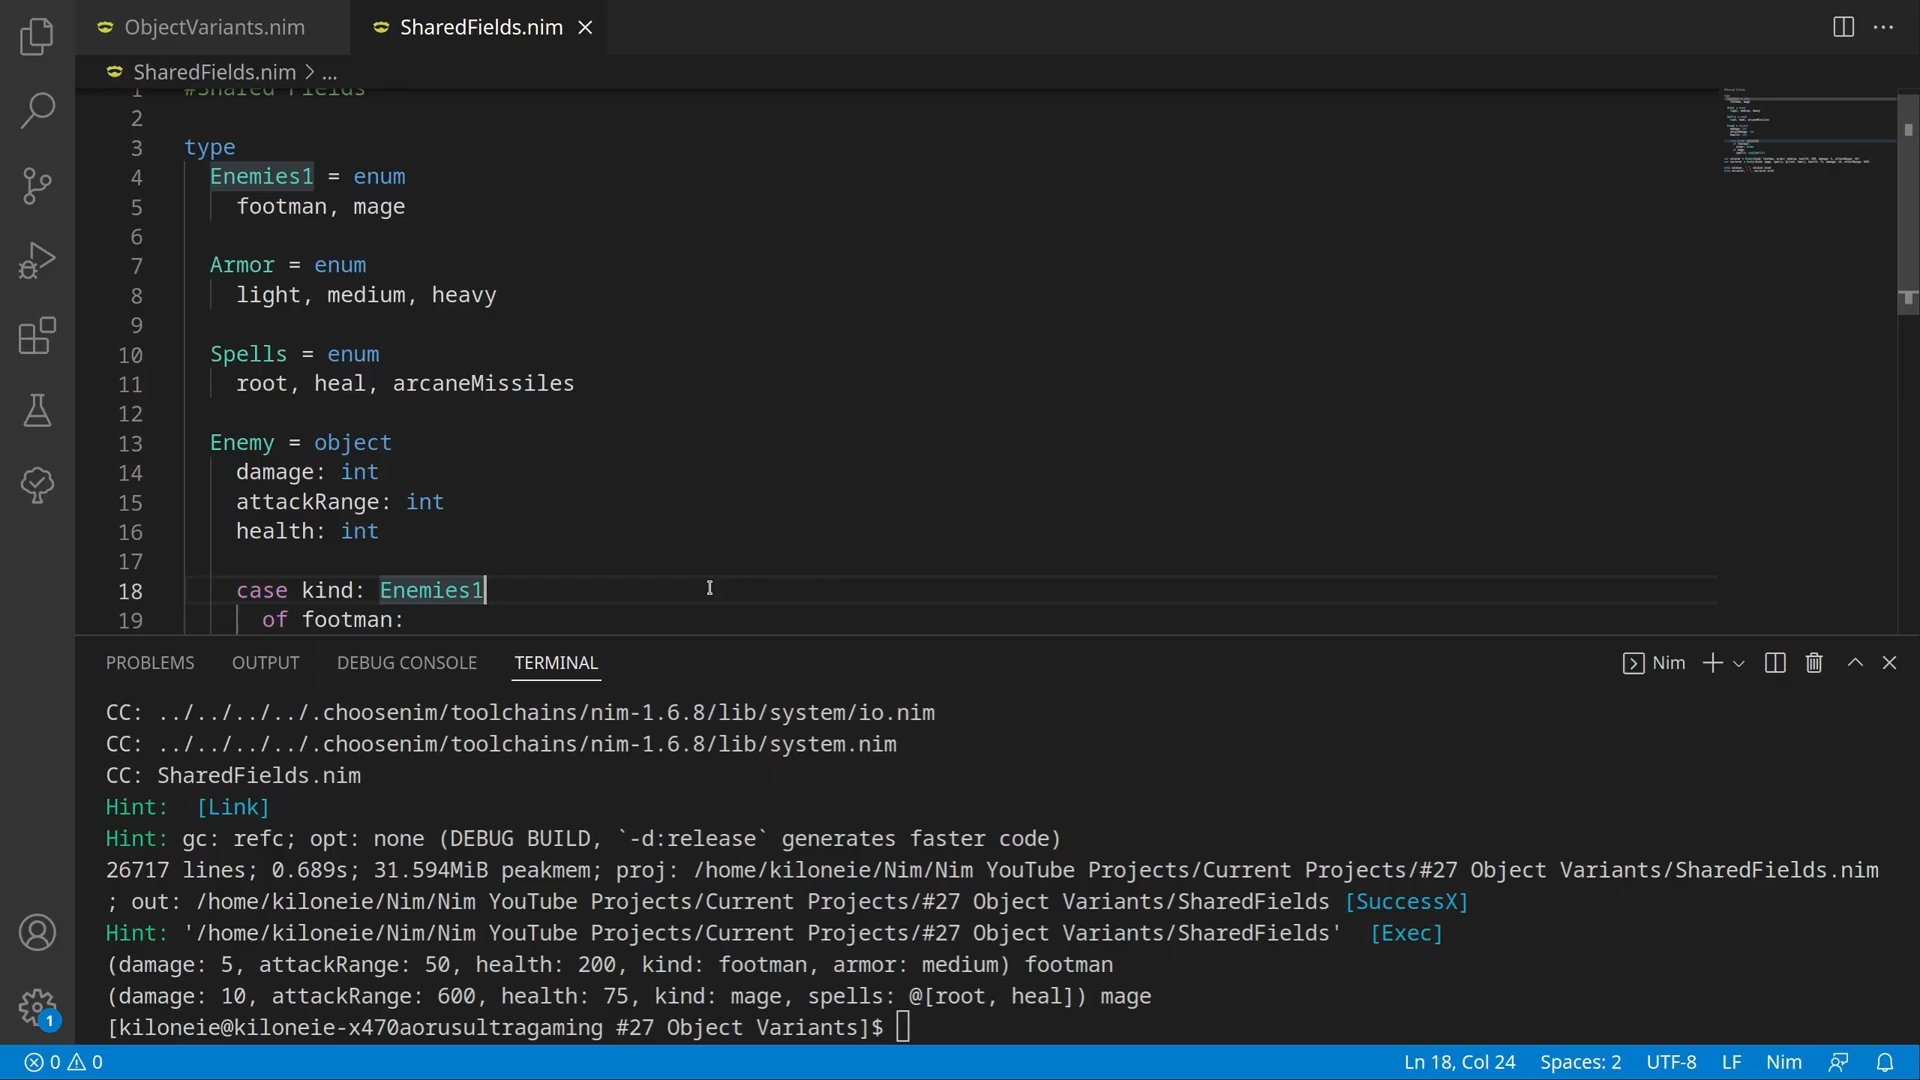 ObjectVariants.nim
SharedFields.nim
SharedFields.nim > ...
1 #Shared Fields
2
3 type
4 Enemies1 = enum
5 footman, mage
6
7 Armor = enum
8 light, medium, heavy
9
10 Spells = enum
11 root, heal, arcaneMissiles
12
13 Enemy = object
14 damage: int
15 attackRange: int
16 health: int
17
18 case kind: Enemies1
19 of footman:
PROBLEMS OUTPUT DEBUG CONSOLE TERMINAL Nim
CC: ../../../../.choosenim/toolchains/nim-1.6.8/lib/system/io.nim
CC: ../../../../.choosenim/toolchains/nim-1.6.8/lib/system.nim
CC: SharedFields.nim
Hint: [Link]
Hint: gc: refc; opt: none (DEBUG BUILD, `-d:release` generates faster code)
26717 lines; 0.689s; 31.594MiB peakmem; proj: /home/kiloneie/Nim/Nim YouTube Projects/Current Projects/#27 Object Variants/SharedFields.nim
; out: /home/kiloneie/Nim/Nim YouTube Projects/Current Projects/#27 Object Variants/SharedFields [SuccessX]
Hint: '/home/kiloneie/Nim/Nim YouTube Projects/Current Projects/#27 Object Variants/SharedFields' [Exec]
(damage: 5, attackRange: 50, health: 200, kind: footman, armor: medium) footman
(damage: 10, attackRange: 600, health: 75, kind: mage, spells: @[root, heal]) mage
[kiloneie@kiloneie-x470aorusultragaming #27 Object Variants]$
1
0 0 Ln 18, Col 24 Spaces: 2 UTF-8 LF Nim